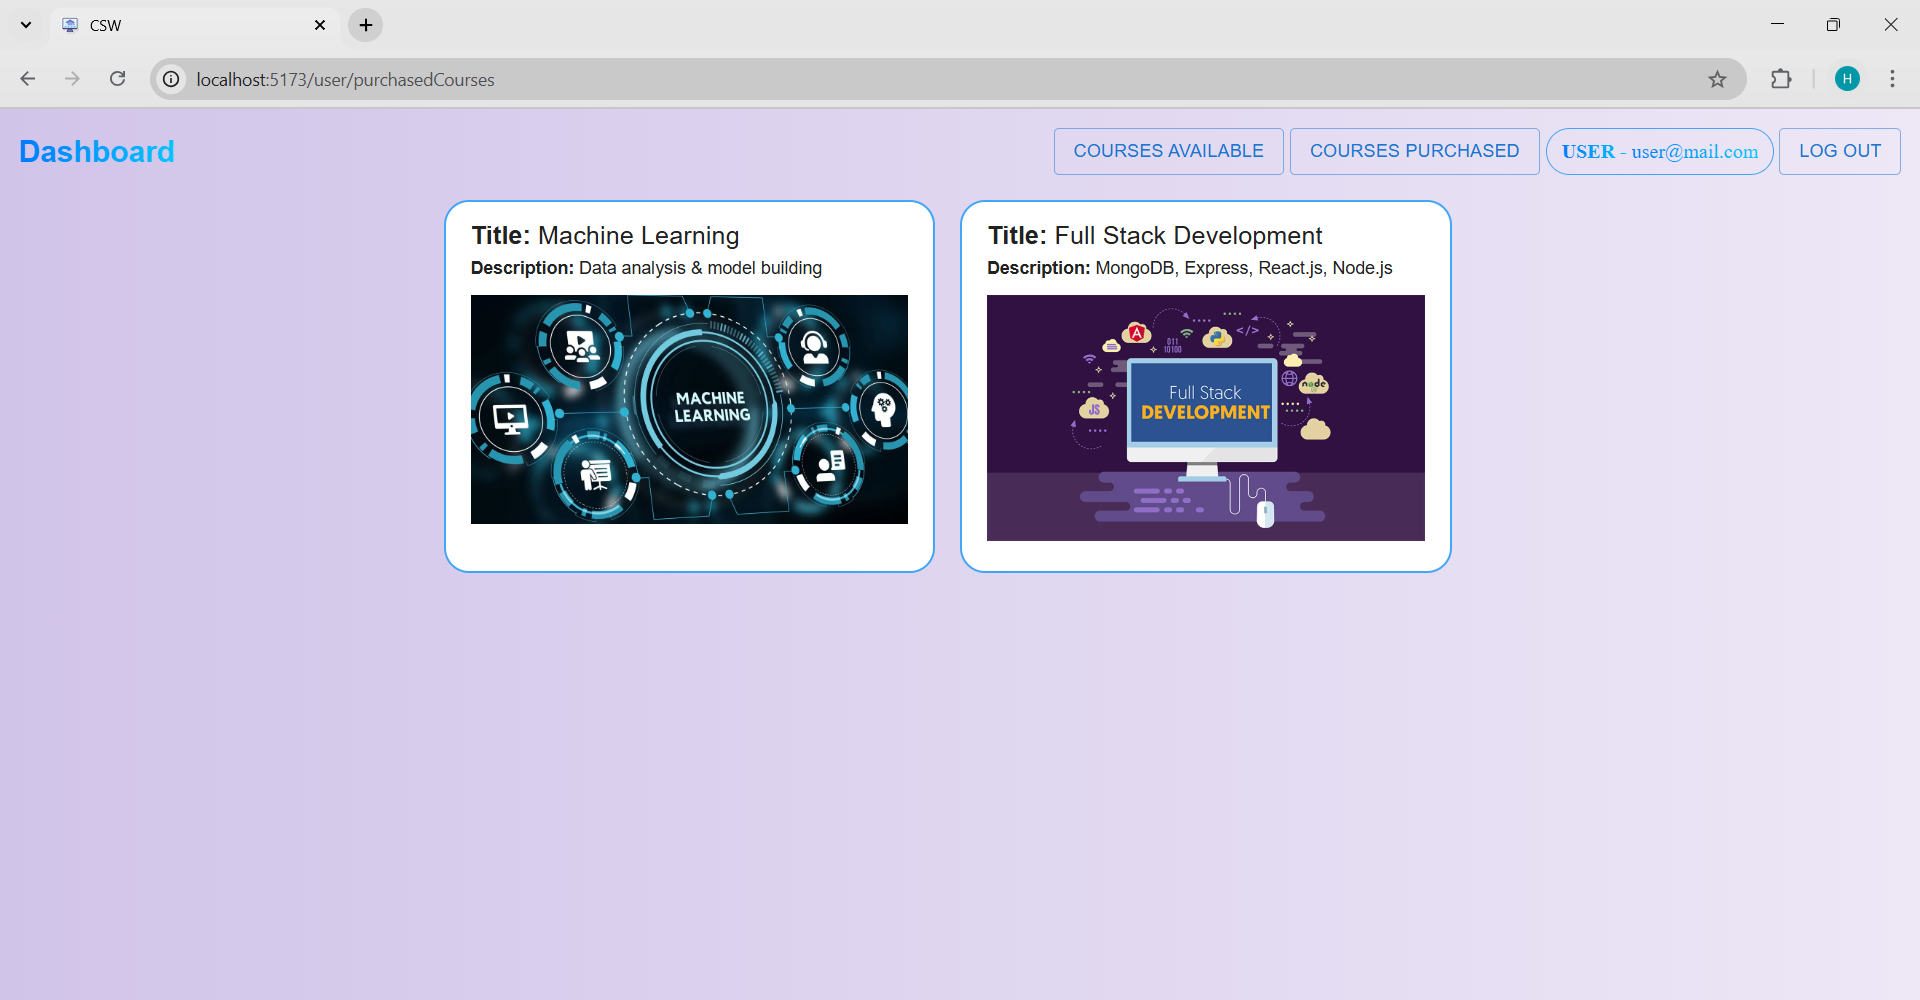 CSW
localhost:5173/user/purchasedCourses
H
Dashboard
COURSES AVAILABLE
COURSES PURCHASED
USER - user@mail.com
LOG OUT
Title: Machine Learning
Description: Data analysis & model building
MACHINE
LEARNING
Title: Full Stack Development
Description: MongoDB, Express, React.js, Node.js
011
10100
</>
node
JS
Full Stack
DEVELOPMENT